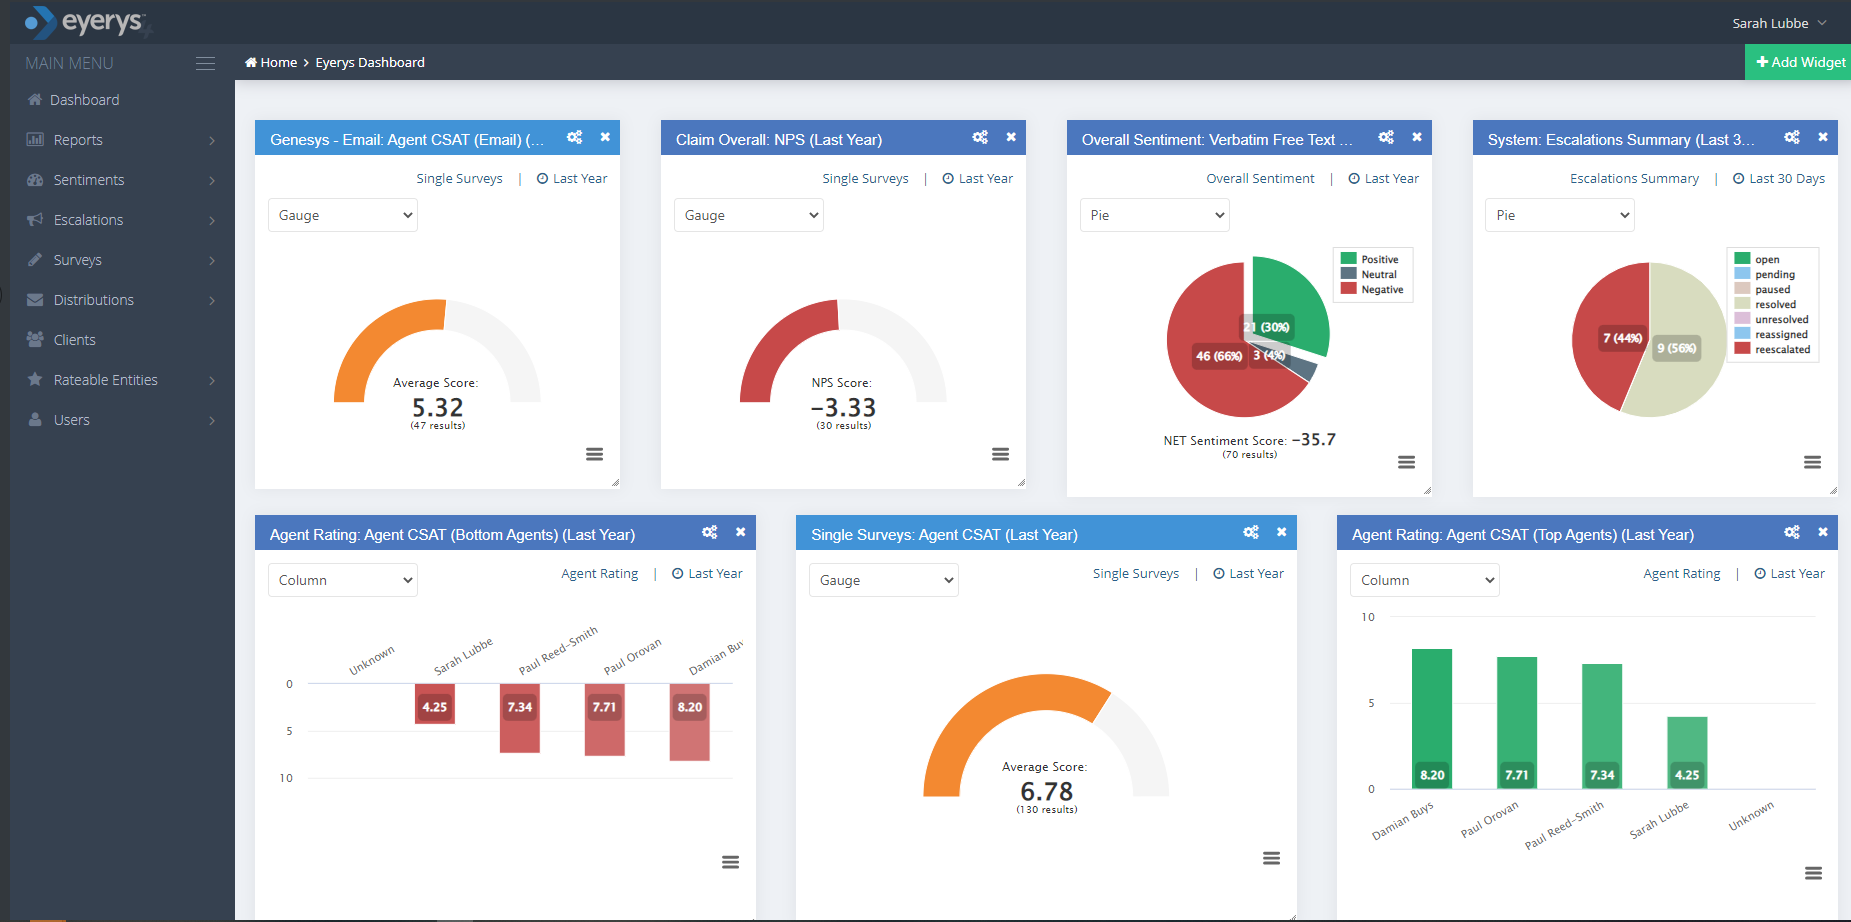 eyerys
Sarah Lubbe
MAIN MENU
Home > Eyerys Dashboard
+ Add Widget
Dashboard
Reports
Sentiments
Escalations
Surveys
Distributions
Clients
Rateable Entities
Users
Genesys - Email: Agent CSAT (Email) (...
Single Surveys | Last Year
Gauge
Average Score:
5.32
(47 results)
Claim Overall: NPS (Last Year)
Single Surveys | Last Year
Gauge
NPS Score:
−3.33
(30 results)
Overall Sentiment: Verbatim Free Text ...
Overall Sentiment | Last Year
Pie
Positive
Neutral
Negative
21 (30%)
46 (66%)
3 (4%)
NET Sentiment Score: −35.7
(70 results)
System: Escalations Summary (Last 3...
Escalations Summary | Last 30 Days
Pie
open
pending
paused
resolved
unresolved
reassigned
reescalated
7 (44%)
9 (56%)
Agent Rating: Agent CSAT (Bottom Agents) (Last Year)
Agent Rating | Last Year
Column
Unknown
Sarah Lubbe
Paul Reed-Smith
Paul Orovan
Damian Buy
0
5
10
4.25
7.34
7.71
8.20
Single Surveys: Agent CSAT (Last Year)
Single Surveys | Last Year
Gauge
Average Score:
6.78
(130 results)
Agent Rating: Agent CSAT (Top Agents) (Last Year)
Agent Rating | Last Year
Column
10
5
0
8.20
7.71
7.34
4.25
Damian Buys
Paul Orovan
Paul Reed-Smith
Sarah Lubbe
Unknown